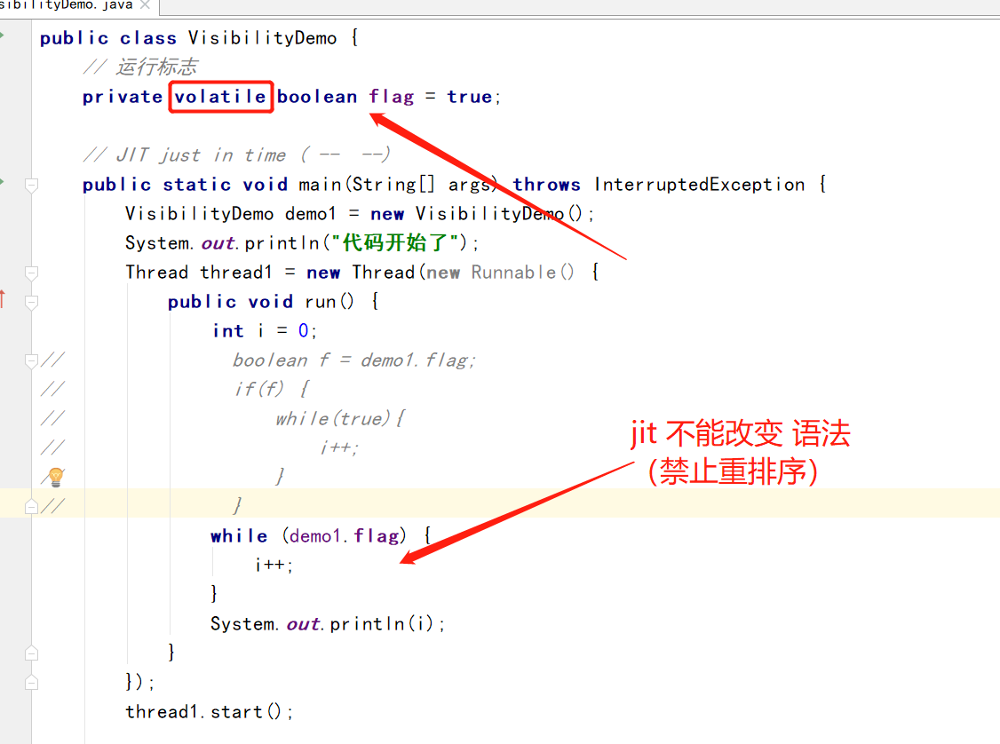 sibilityDemo.java ×
public class VisibilityDemo {
// 运行标志
private volatile boolean flag = true;
// JIT just in time ( -- --)
public static void main(String[] args) throws InterruptedException {
VisibilityDemo demo1 = new VisibilityDemo();
System.out.println("代码开始了");
Thread thread1 = new Thread(new Runnable() {
public void run() {
int i = 0;
// boolean f = demo1.flag;
// if(f) {
// while(true){
// i++;
// }
// }
jit 不能改变 语法
(禁止重排序)
while (demo1.flag) {
i++;
}
System.out.println(i);
}
});
thread1.start();